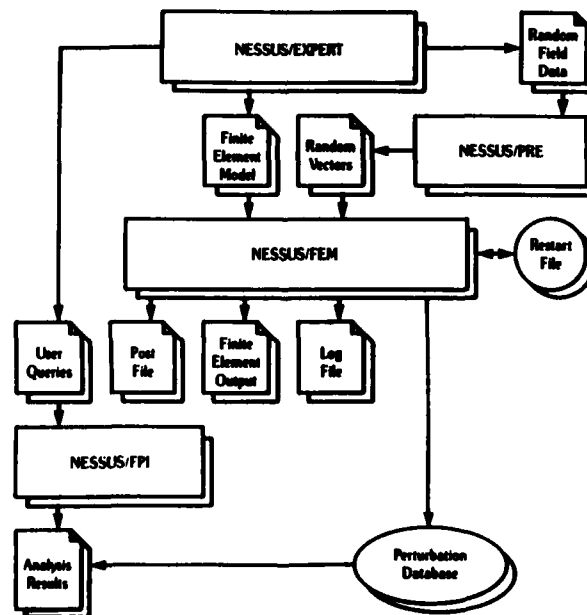 NESSUS/EXPERT
Random
Field
Data
Finite
Element
Model
Random
Vectors
NESSUS/PRE
NESSUS/FEM
Restart
File
User
Queries
Post
File
Finite
Element
Output
Log
File
NESSUS/FPI
Analysis
Results
Perturbation
Database